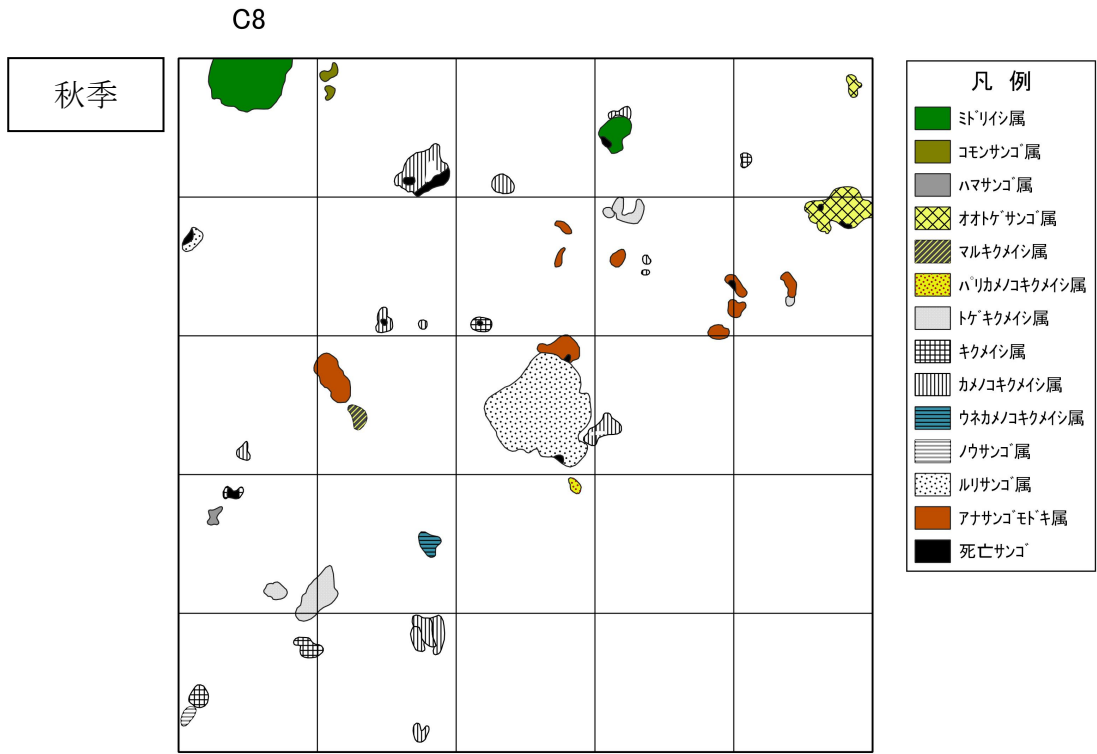 C8
秋季
凡 例
ﾐﾄﾞﾘｲｼ属
ｺﾓﾝｻﾝｺﾞ属
ﾊﾏｻﾝｺﾞ属
ｵｵﾄｹﾞｻﾝｺﾞ属
ﾏﾙｷｸﾒｲｼ属
ﾊﾟﾘｶﾒﾉｺｷｸﾒｲｼ属
ﾄｹﾞｷｸﾒｲｼ属
ｷｸﾒｲｼ属
ｶﾒﾉｺｷｸﾒｲｼ属
ｳﾈｶﾒﾉｺｷｸﾒｲｼ属
ﾉｳｻﾝｺﾞ属
ﾙﾘｻﾝｺﾞ属
ｱﾅｻﾝｺﾞﾓﾄﾞｷ属
死亡ｻﾝｺﾞ